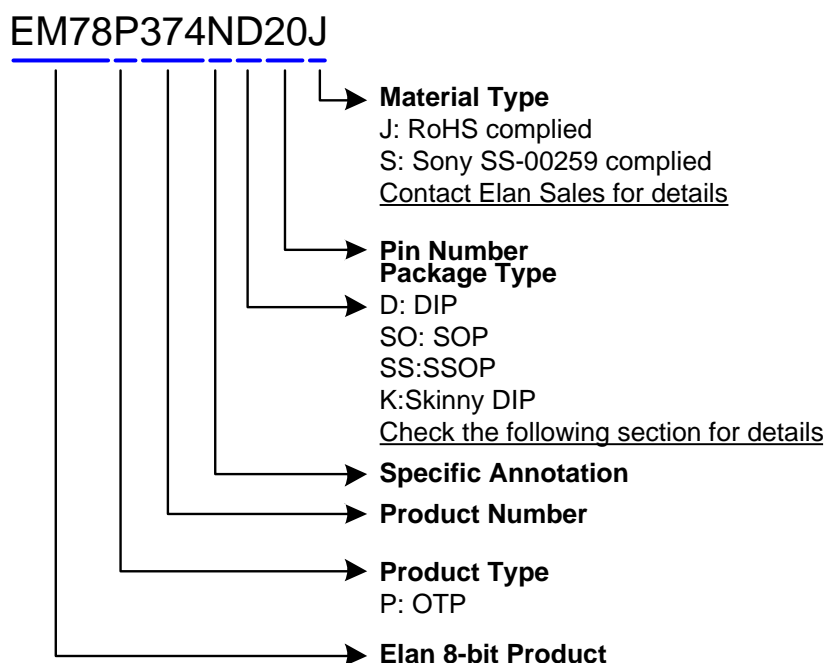 EM78P374ND20J
Material Type
J: RoHS complied
S: Sony SS-00259 complied
Contact Elan Sales for details
Pin Number
Package Type
D: DIP
SO: SOP
SS:SSOP
K:Skinny DIP
Check the following section for details
Specific Annotation
Product Number
Product Type
P: OTP
Elan 8-bit Product